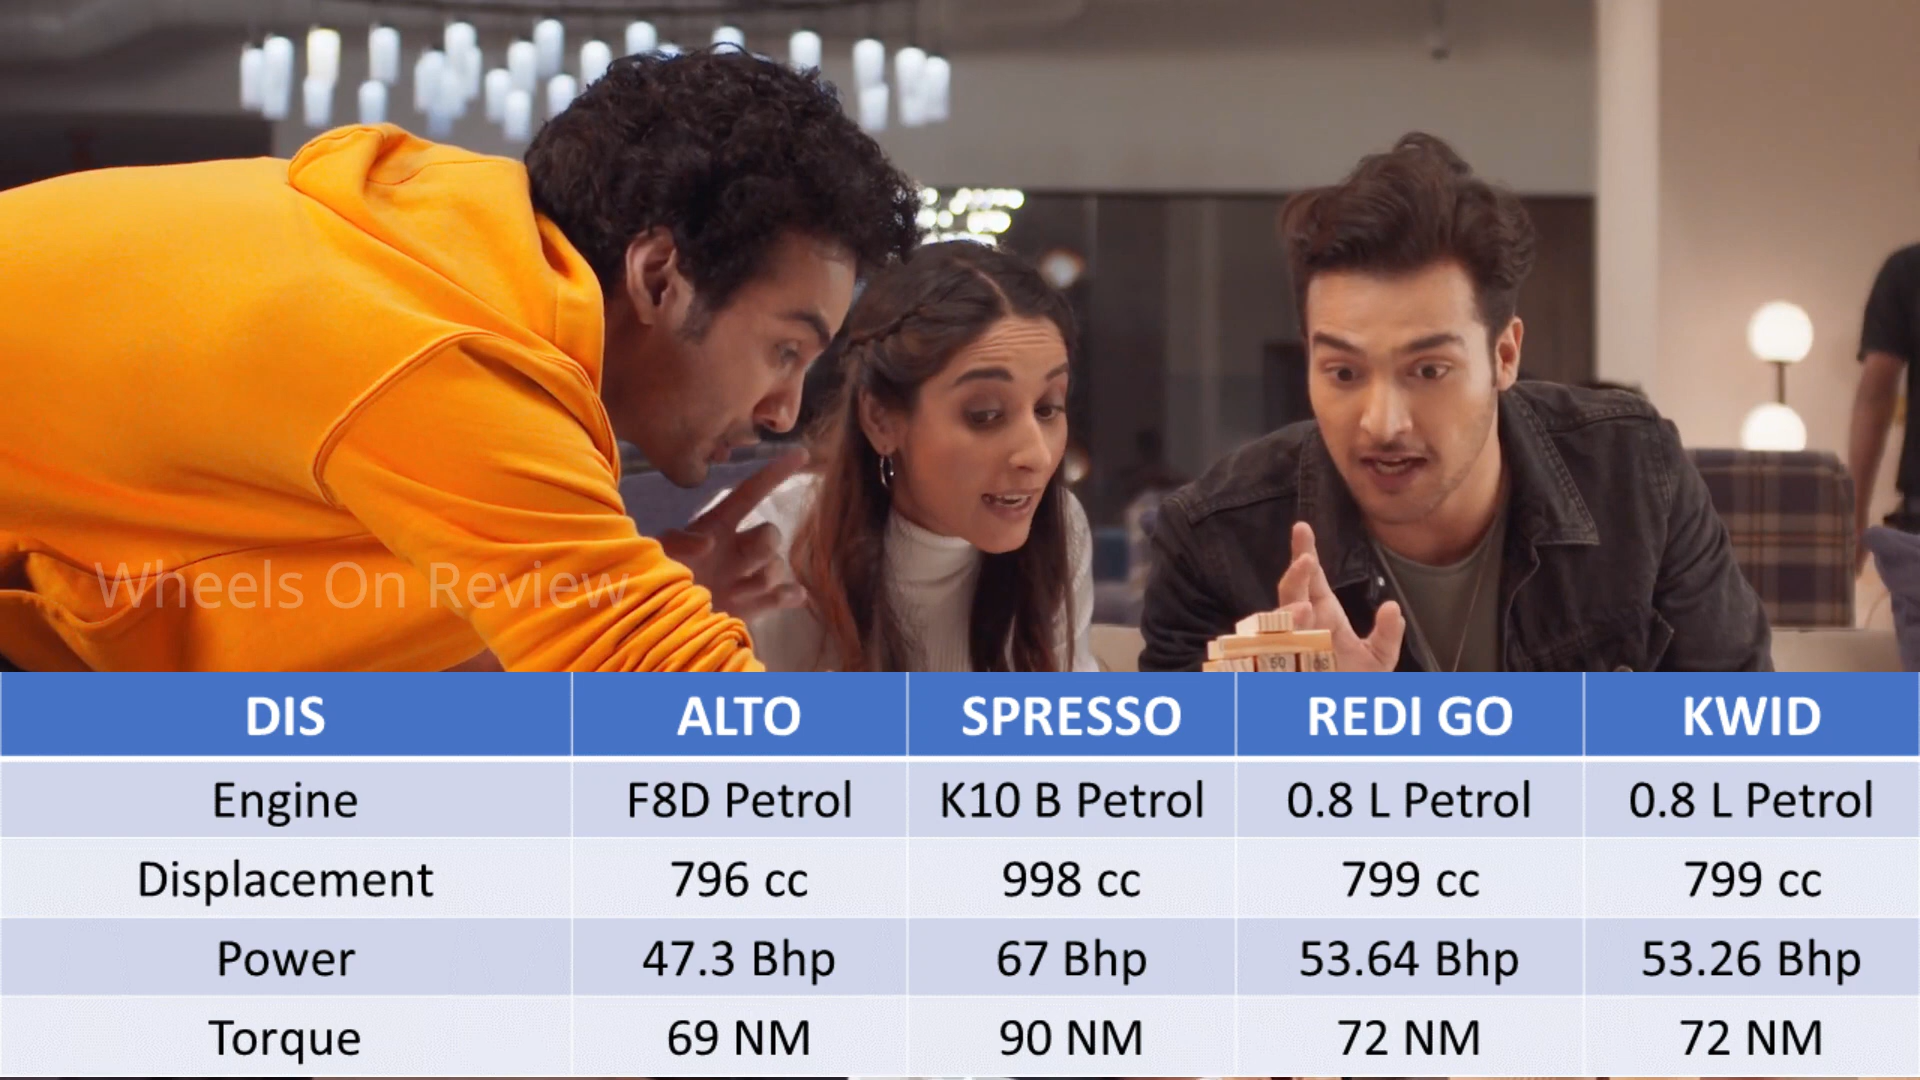 Wheels On Review
50
DIS ALTO SPRESSO REDI GO KWID
Engine F8D Petrol K10 B Petrol 0.8 L Petrol 0.8 L Petrol
Displacement 796 cc 998 cc 799 cc 799 cc
Power 47.3 Bhp 67 Bhp 53.64 Bhp 53.26 Bhp
Torque 69 NM 90 NM 72 NM 72 NM